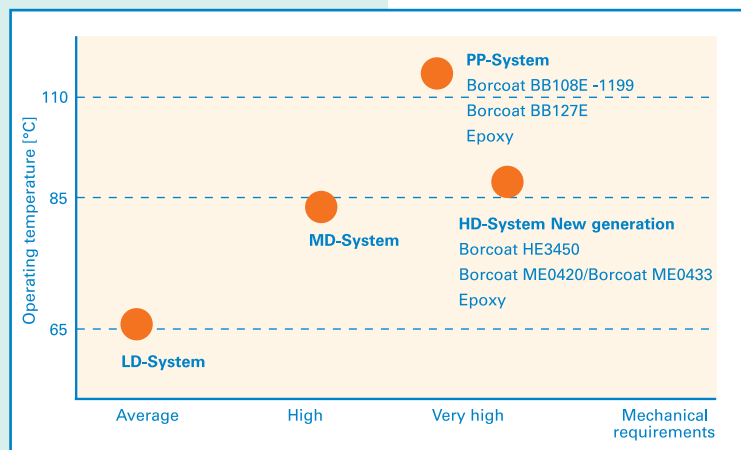 Operating temperature [°C]
110
85
65
PP-System
Borcoat BB108E -1199
Borcoat BB127E
Epoxy
HD-System New generation
Borcoat HE3450
Borcoat ME0420/Borcoat ME0433
Epoxy
MD-System
LD-System
Average
High
Very high
Mechanical
requirements